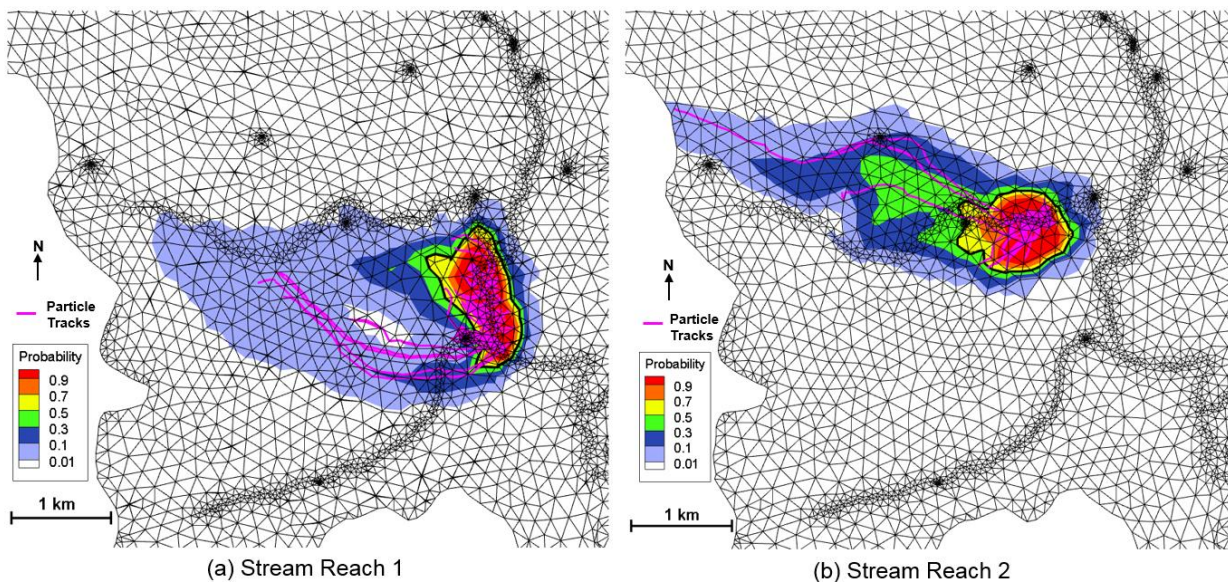 N
Particle
Tracks
Probability
0.9
0.7
0.5
0.3
0.1
0.01
1 km
(a) Stream Reach 1
N
Particle
Tracks
Probability
0.9
0.7
0.5
0.3
0.1
0.01
1 km
(b) Stream Reach 2